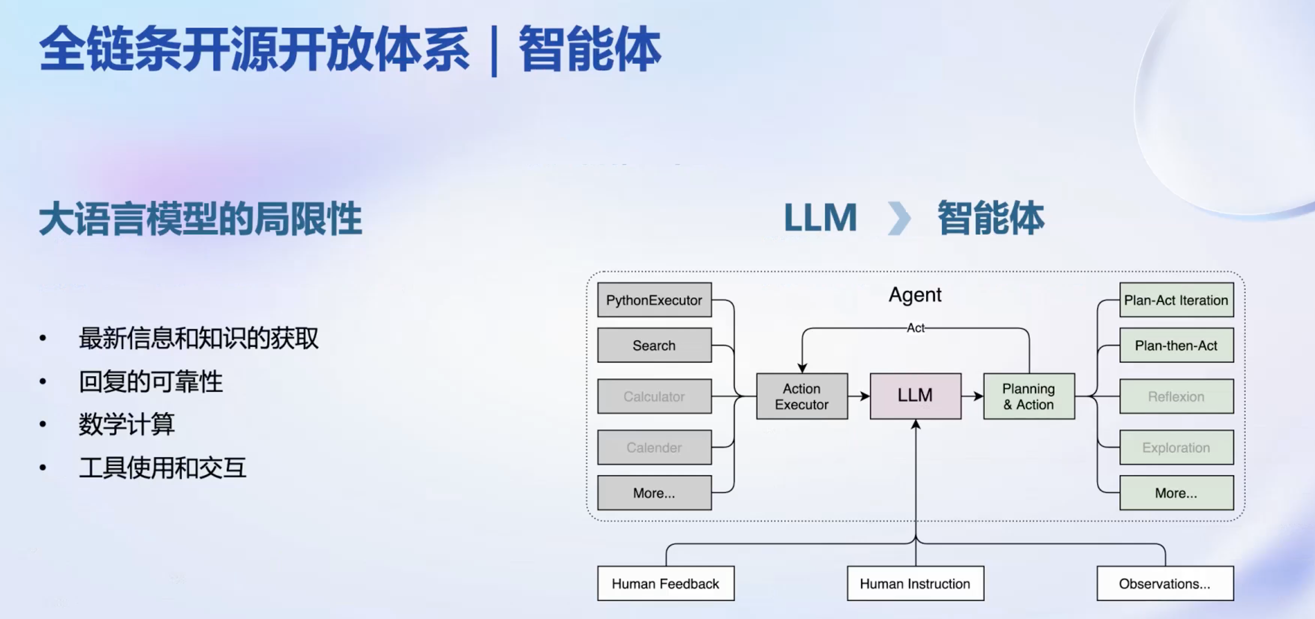 全链条开源开放体系 | 智能体
大语言模型的局限性
• 最新信息和知识的获取
• 回复的可靠性
• 数学计算
• 工具使用和交互
LLM 智能体
Agent
PythonExecutor
Search
Calculator
Calender
More...
Act
Action
Executor
LLM
Planning
& Action
Plan-Act Iteration
Plan-then-Act
Reflexion
Exploration
More...
Human Feedback
Human Instruction
Observations...